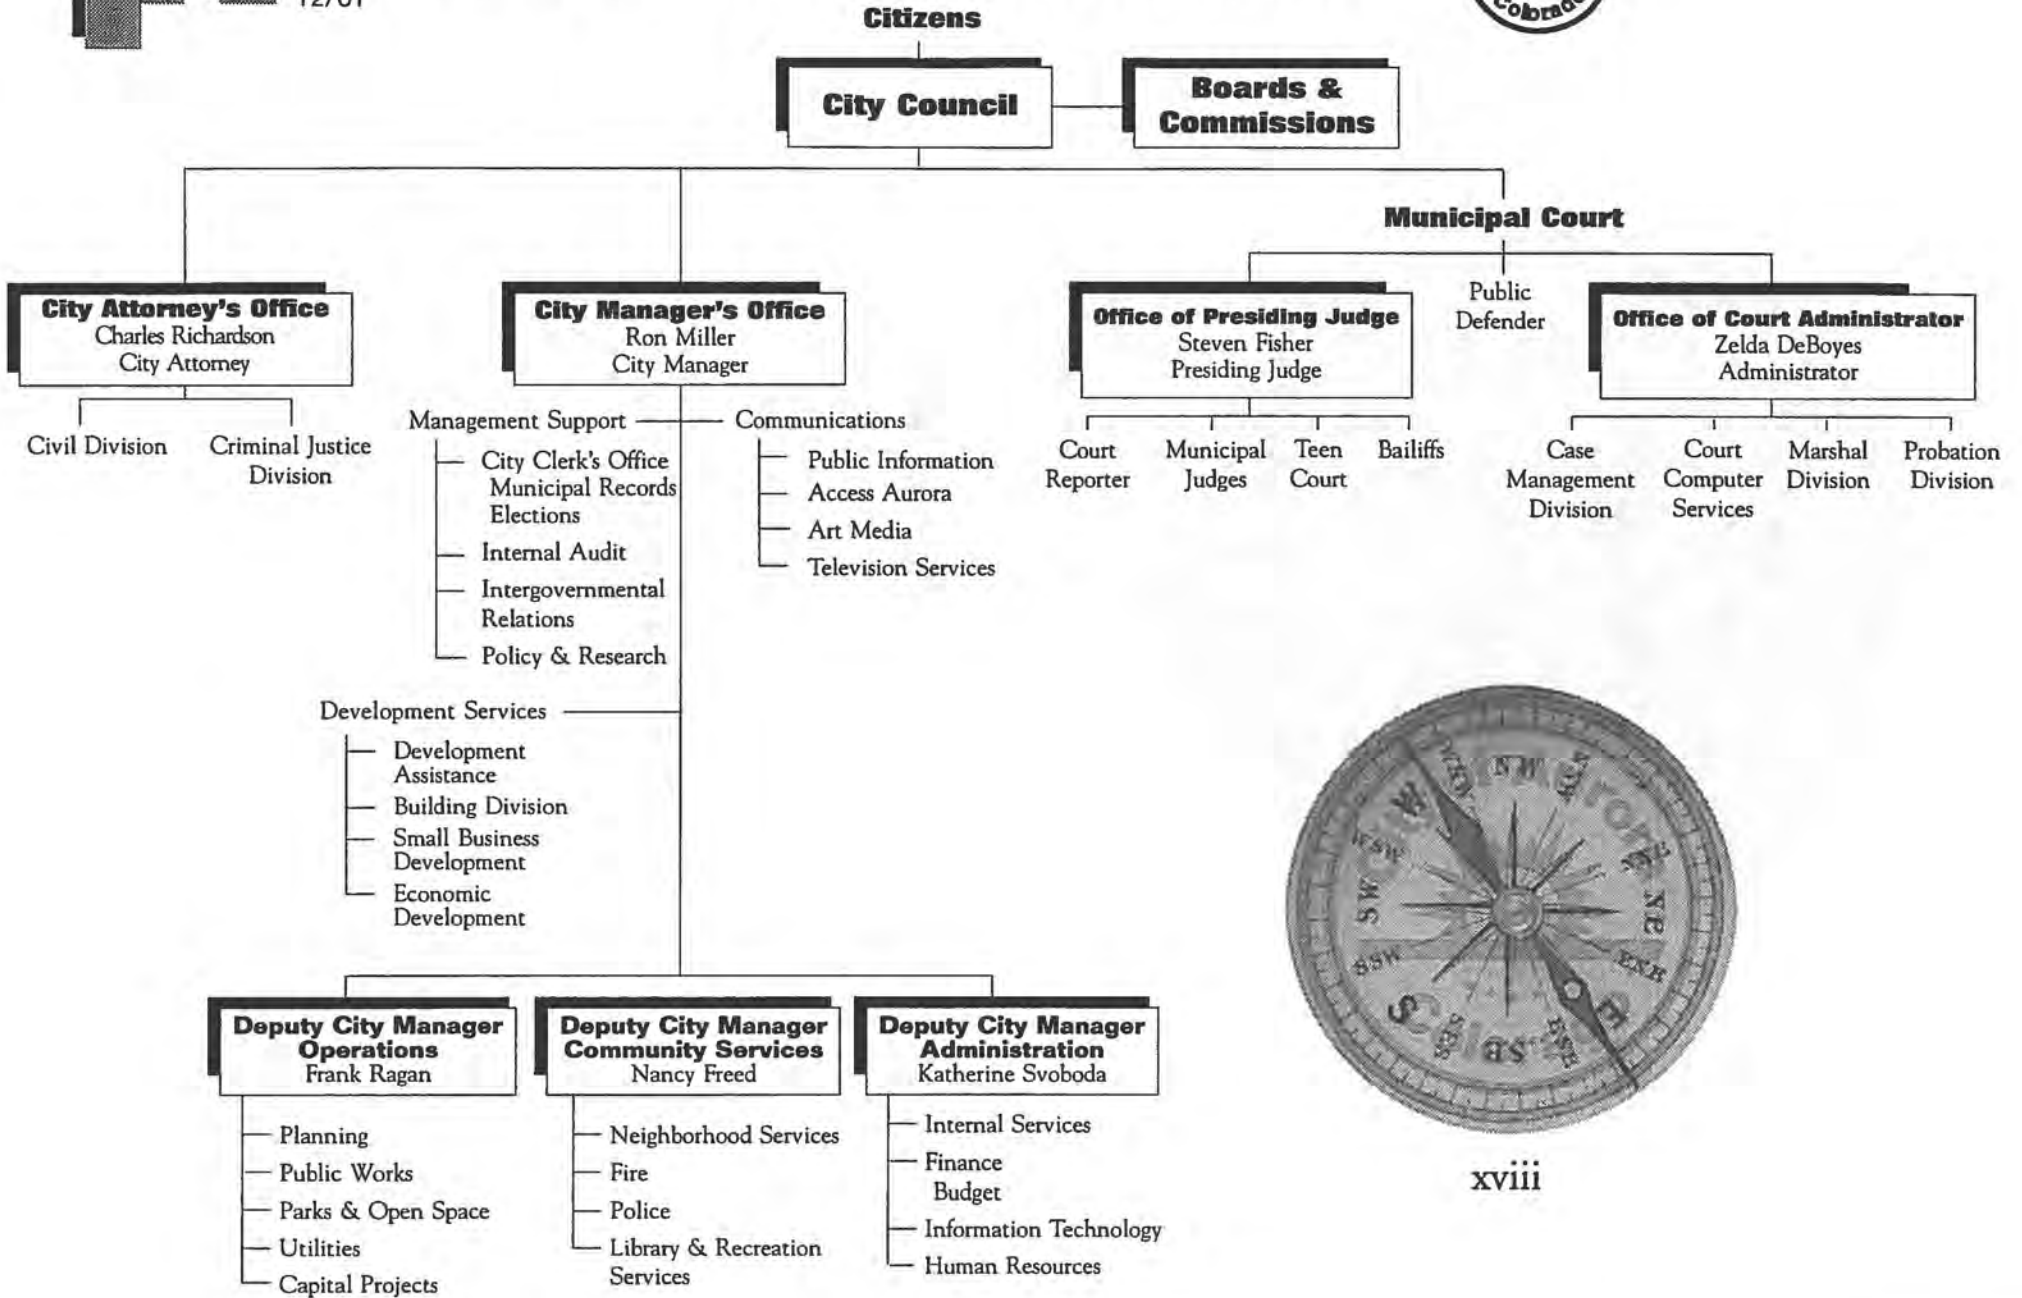 12/01
Colorado
Citizens
City Council
Boards &
Commissions
Municipal Court
City Attorney's Office
Charles Richardson
City Attorney
Civil Division
Criminal Justice
Division
City Manager's Office
Ron Miller
City Manager
Management Support
City Clerk's Office
Municipal Records
Elections
Internal Audit
Intergovernmental
Relations
Policy & Research
Communications
Public Information
Access Aurora
Art Media
Television Services
Office of Presiding Judge
Steven Fisher
Presiding Judge
Court
Reporter
Municipal
Judges
Teen
Court
Bailiffs
Public
Defender
Office of Court Administrator
Zelda DeBoyes
Administrator
Case
Management
Division
Court
Computer
Services
Marshal
Division
Probation
Division
Development Services
Development
Assistance
Building Division
Small Business
Development
Economic
Development
Deputy City Manager
Operations
Frank Ragan
Planning
Public Works
Parks & Open Space
Utilities
Capital Projects
Deputy City Manager
Community Services
Nancy Freed
Neighborhood Services
Fire
Police
Library & Recreation
Services
Deputy City Manager
Administration
Katherine Svoboda
Internal Services
Finance
Budget
Information Technology
Human Resources
NW
W
WSW
SW
SSW
S
E
NE
xviii